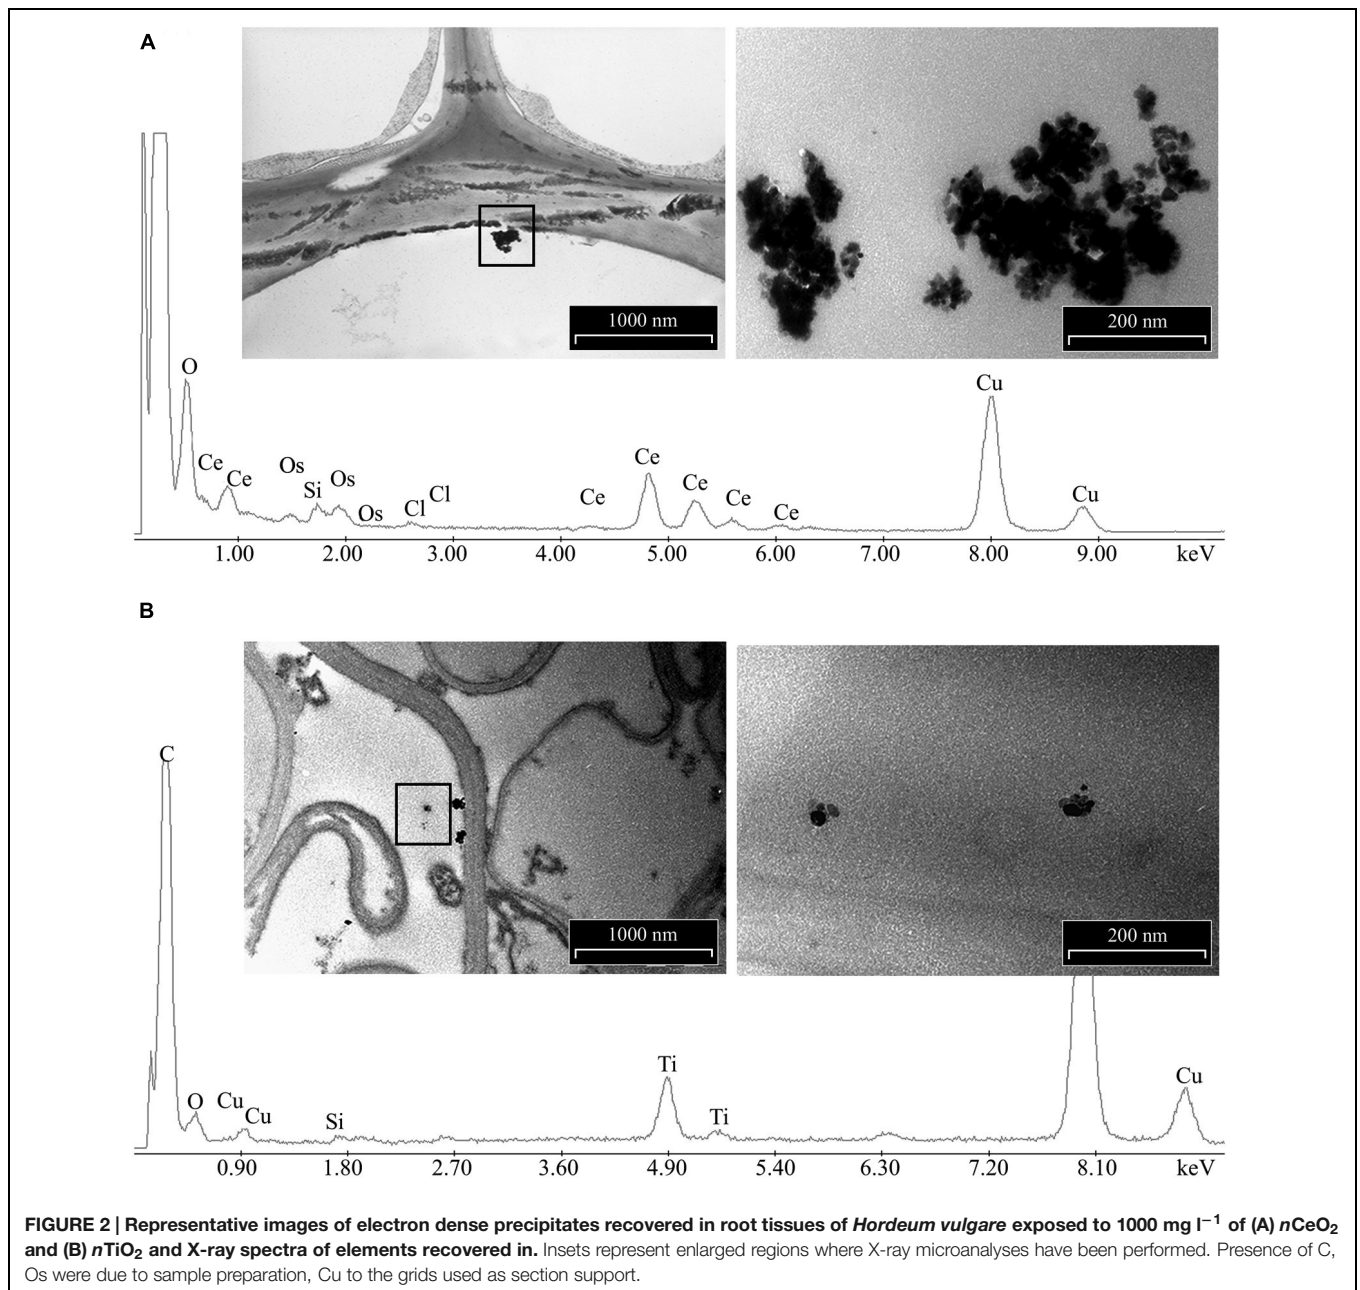 A
1000 nm
200 nm
O
Ce
Ce
Os
Si
Os
Os
Cl
Cl
Ce
Ce
Ce
Ce
Ce
Cu
Cu
1.00 2.00 3.00 4.00 5.00 6.00 7.00 8.00 9.00 keV
B
1000 nm
200 nm
C
O
Cu
Cu
Si
Ti
Ti
Cu
0.90 1.80 2.70 3.60 4.90 5.40 6.30 7.20 8.10 keV
FIGURE 2 | Representative images of electron dense precipitates recovered in root tissues of Hordeum vulgare exposed to 1000 mg l⁻¹ of (A) nCeO₂
and (B) nTiO₂ and X-ray spectra of elements recovered in. Insets represent enlarged regions where X-ray microanalyses have been performed. Presence of C,
Os were due to sample preparation, Cu to the grids used as section support.